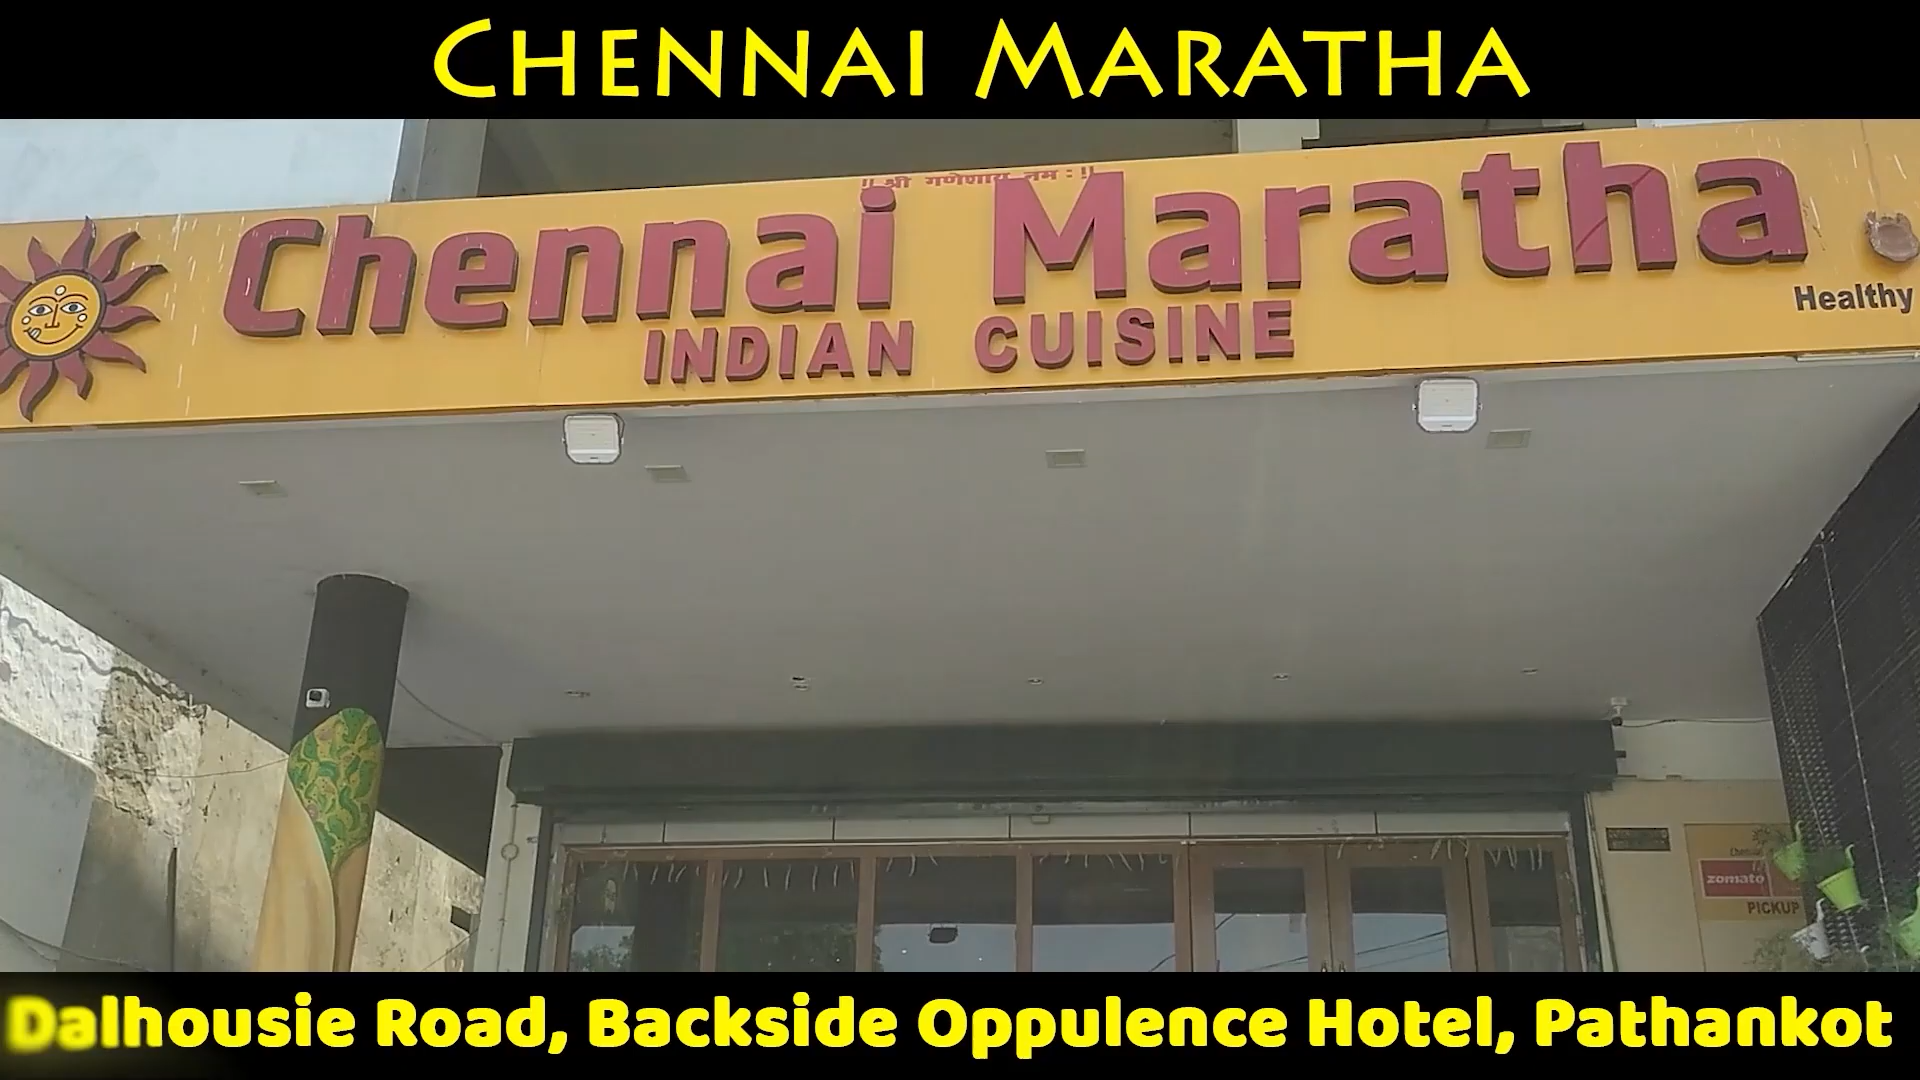 CHENNAI MARATHA
|| श्री गणेशाय नमः ||
Chennai Maratha
INDIAN CUISINE
Healthy
zomato
PICKUP
Dalhousie Road, Backside Oppulence Hotel, Pathankot